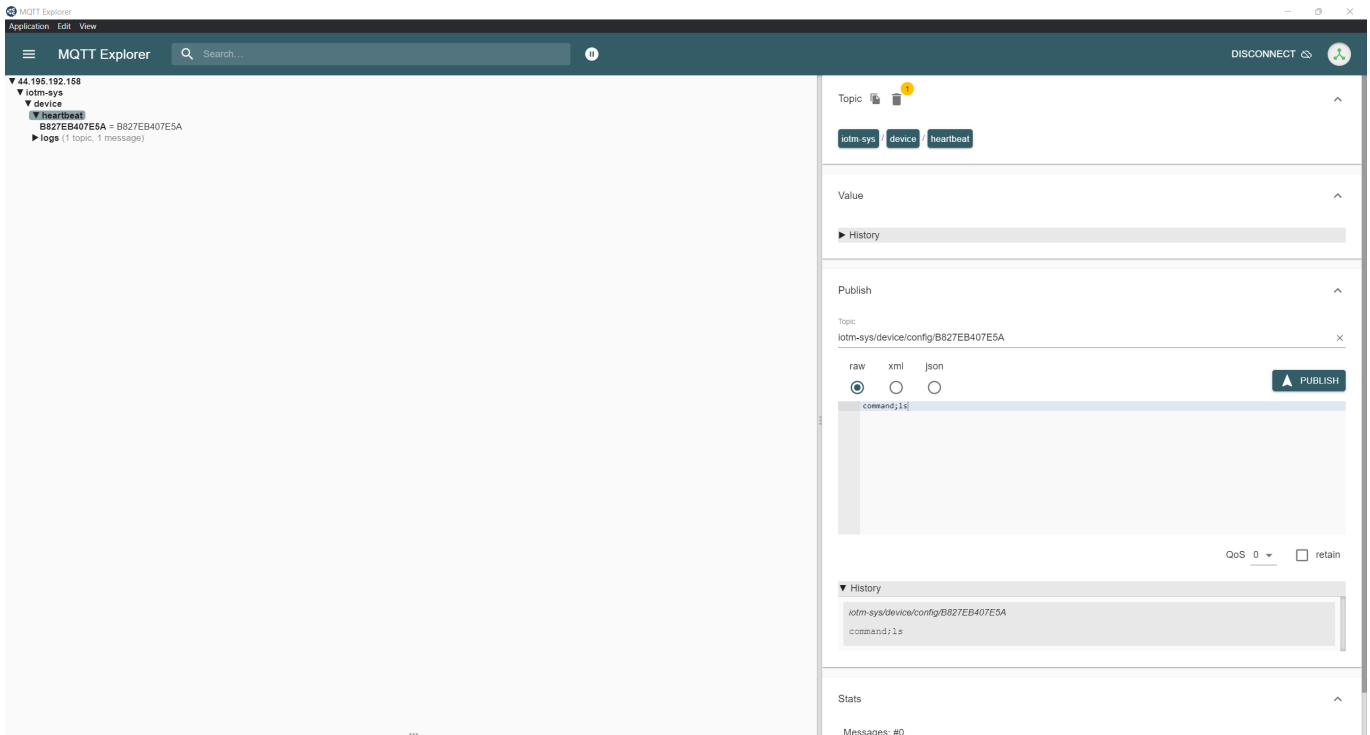 MQTT Explorer
Application Edit View
MQTT Explorer
Search...
DISCONNECT
▼ 44.195.192.158
▼ iotm-sys
▼ device
▼ heartbeat
B827EB407E5A = B827EB407E5A
▶ logs (1 topic, 1 message)
Topic 1
iotm-sys / device / heartbeat
Value
▶ History
Publish
Topic
iotm-sys/device/config/B827EB407E5A
raw xml json
PUBLISH
command;ls
QoS 0 retain
▼ History
iotm-sys/device/config/B827EB407E5A
command;ls
Stats
Messages: #0